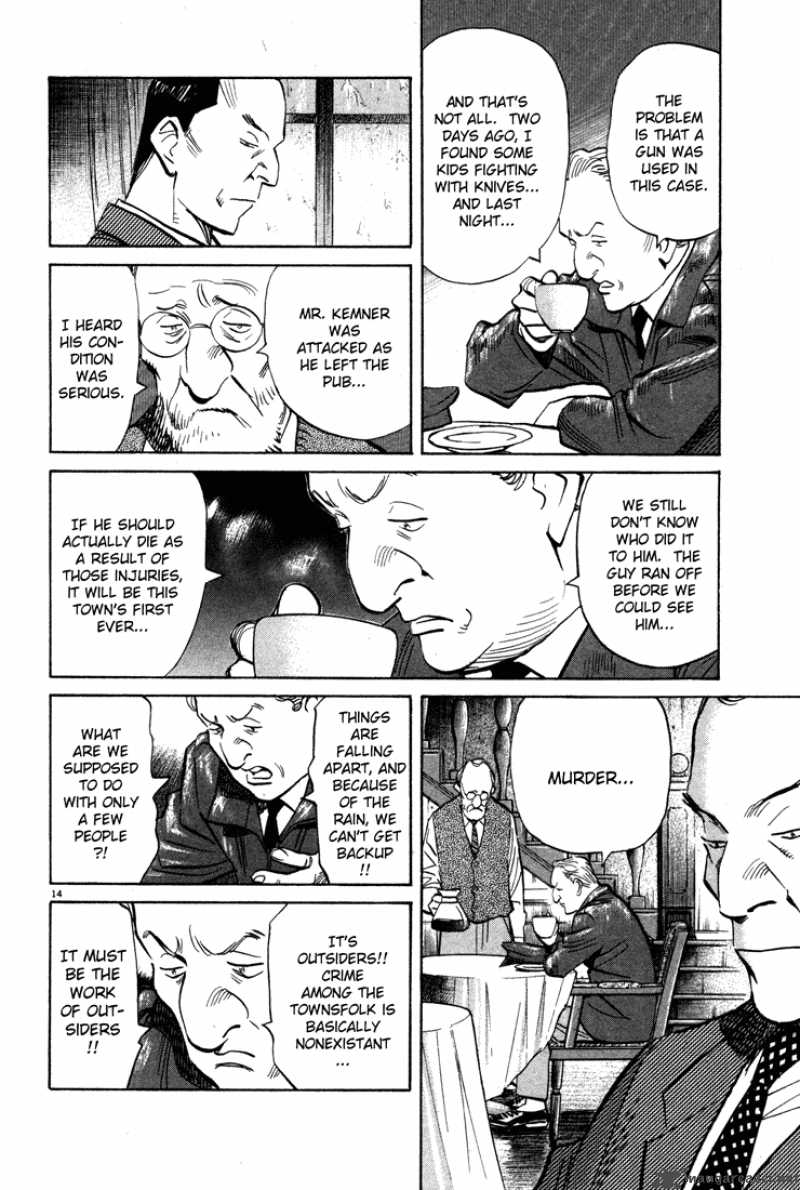 THE
PROBLEM
IS THAT A
GUN WAS
USED IN
THIS CASE.
AND THAT'S
NOT ALL. TWO
DAYS AGO, I
FOUND SOME
KIDS FIGHTING
WITH KNIVES...
AND LAST
NIGHT...
MR. KEMNER
WAS
ATTACKED AS
HE LEFT THE
PUB...
I HEARD
HIS CON-
DITION
WAS
SERIOUS.
WE STILL
DON'T KNOW
WHO DID IT
TO HIM. THE
GUY RAN OFF
BEFORE WE
COULD SEE
HIM...
IF HE SHOULD
ACTUALLY DIE AS
A RESULT OF
THOSE INJURIES,
IT WILL BE THIS
TOWN'S FIRST
EVER...
MURDER...
THINGS
ARE
FALLING
APART, AND
BECAUSE
OF THE
RAIN, WE
CAN'T GET
BACKUP
!!
WHAT
ARE WE
SUPPOSED
TO DO
WITH ONLY
A FEW
PEOPLE
?!
14
IT'S
OUTSIDERS!!
CRIME
AMONG THE
TOWNSFOLK IS
BASICALLY
NONEXISTANT
...
IT MUST
BE THE
WORK
OF OUT-
SIDERS
!!